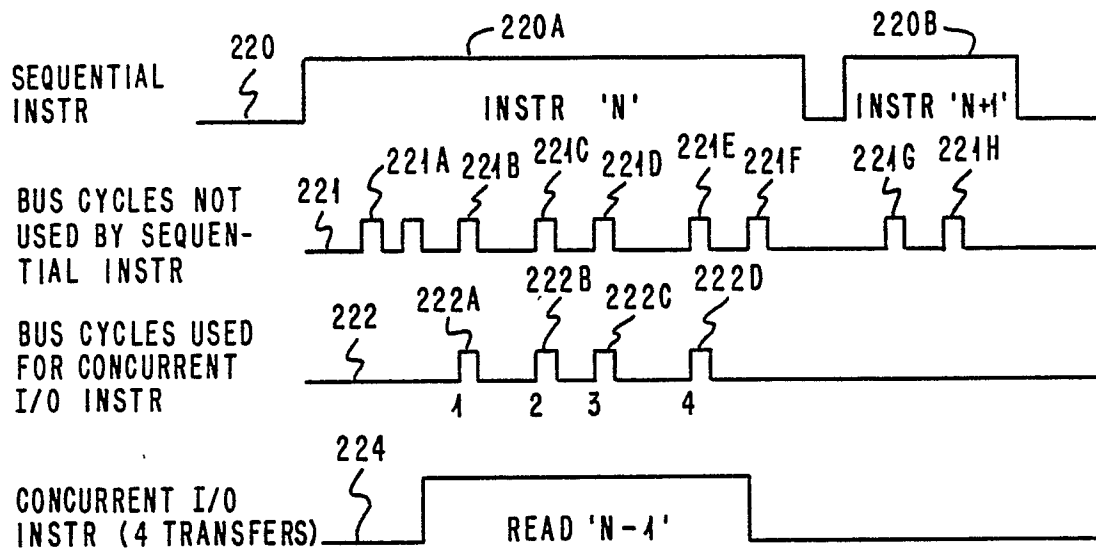 220
220A
220B
SEQUENTIAL
INSTR
INSTR 'N'
INSTR 'N+1'
221
221A
221B
221C
221D
221E
221F
221G
221H
BUS CYCLES NOT
USED BY SEQUEN-
TIAL INSTR
222
222A
222B
222C
222D
BUS CYCLES USED
FOR CONCURRENT
I/O INSTR
1 2 3 4
224
CONCURRENT I/O
INSTR (4 TRANSFERS)
READ 'N-1'